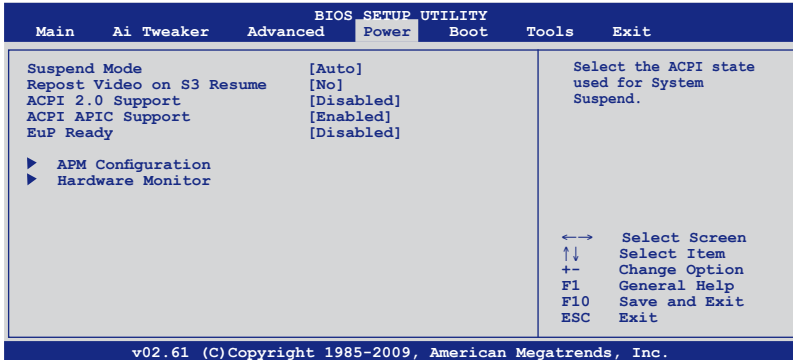 BIOS SETUP UTILITY
Main Ai Tweaker Advanced Power Boot Tools Exit
Suspend Mode [Auto]
Repost Video on S3 Resume [No]
ACPI 2.0 Support [Disabled]
ACPI APIC Support [Enabled]
EuP Ready [Disabled]
APM Configuration
Hardware Monitor
Select the ACPI state
used for System
Suspend.
←→ Select Screen
↑↓ Select Item
+- Change Option
F1 General Help
F10 Save and Exit
ESC Exit
v02.61 (C)Copyright 1985-2009, American Megatrends, Inc.